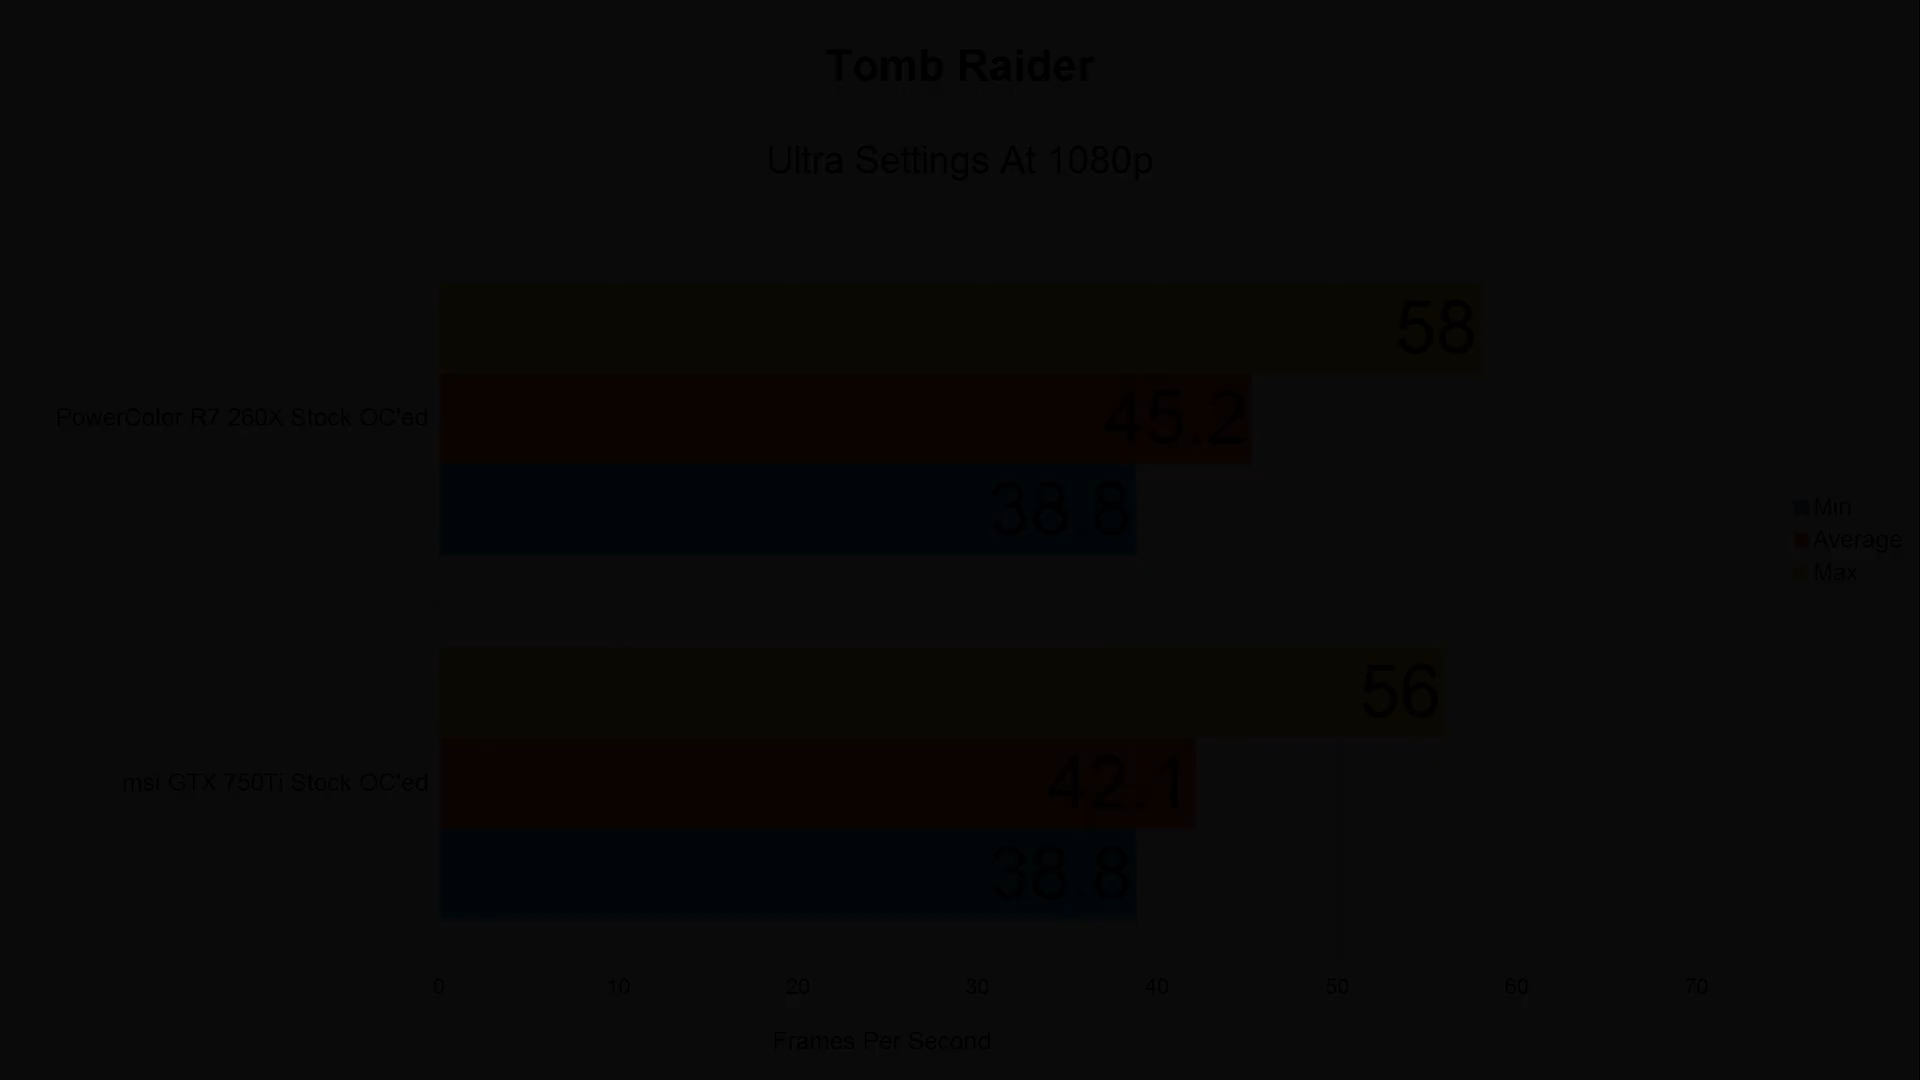 Tomb Raider
Ultra Settings At 1080p
58
45.2
PowerColor R7 260X Stock OC'ed
38.8
Min
Average
Max
56
42.1
msi GTX 750Ti Stock OC'ed
38.8
0 10 20 30 40 50 60 70
Frames Per Second